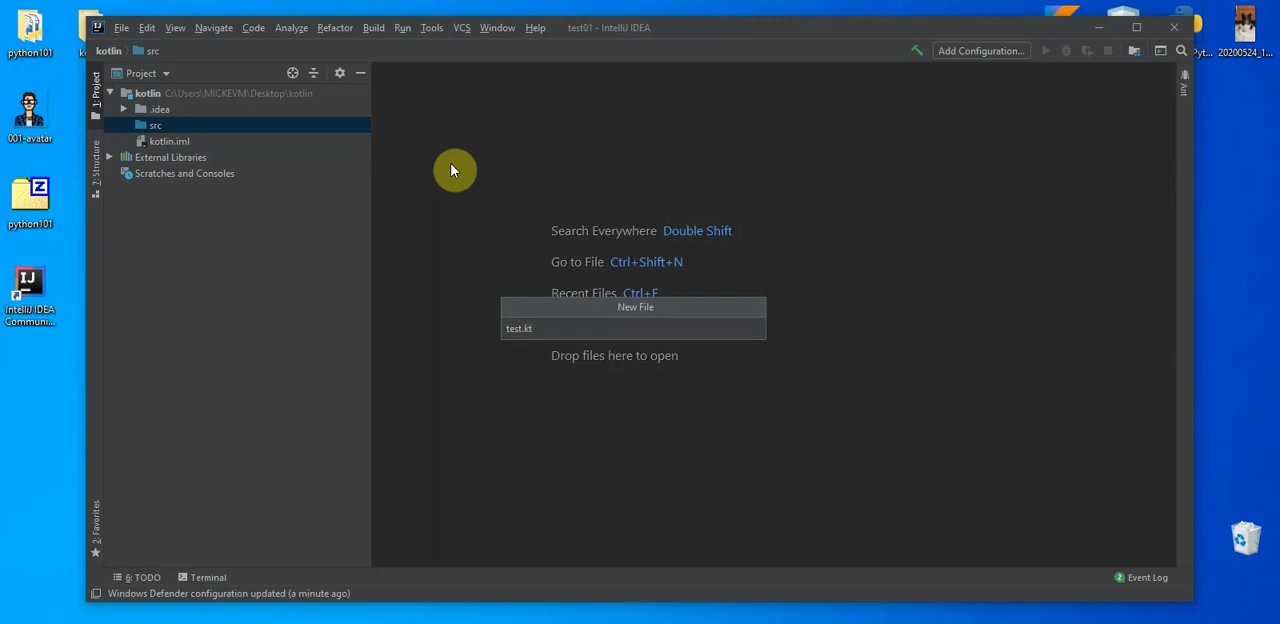 python101
File Edit View Navigate Code Analyze Refactor Build Run Tools VCS Window Help test01 - IntelliJ IDEA
kotlin src Add Configuration...
20200524_1...
1: Project
Project
kotlin C:\Users\MICKEVM\Desktop\kotlin
.idea
src
kotlin.iml
External Libraries
Scratches and Consoles
Ant
001-avatar
7: Structure
python101
IntelliJ IDEA
Communi...
Search Everywhere Double Shift
Go to File Ctrl+Shift+N
Recent Files Ctrl+E
New File
test.kt
Drop files here to open
2: Favorites
6: TODO Terminal 2 Event Log
Windows Defender configuration updated (a minute ago)